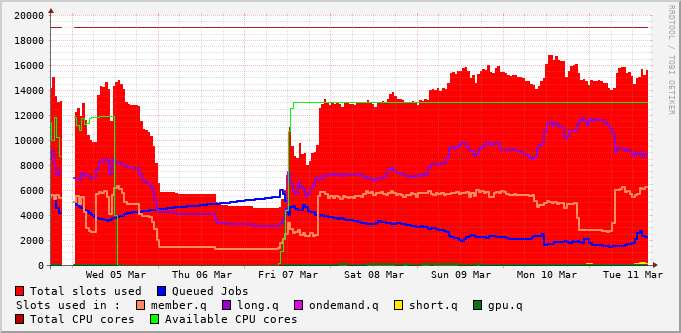 20000
18000
16000
14000
12000
10000
8000
6000
4000
2000
0
Wed 05 Mar Thu 06 Mar Fri 07 Mar Sat 08 Mar Sun 09 Mar Mon 10 Mar Tue 11 Mar
Total slots used Queued Jobs
Slots used in : member.q long.q ondemand.q short.q gpu.q
Total CPU cores Available CPU cores
RRDTOOL / TOBI OETIKER